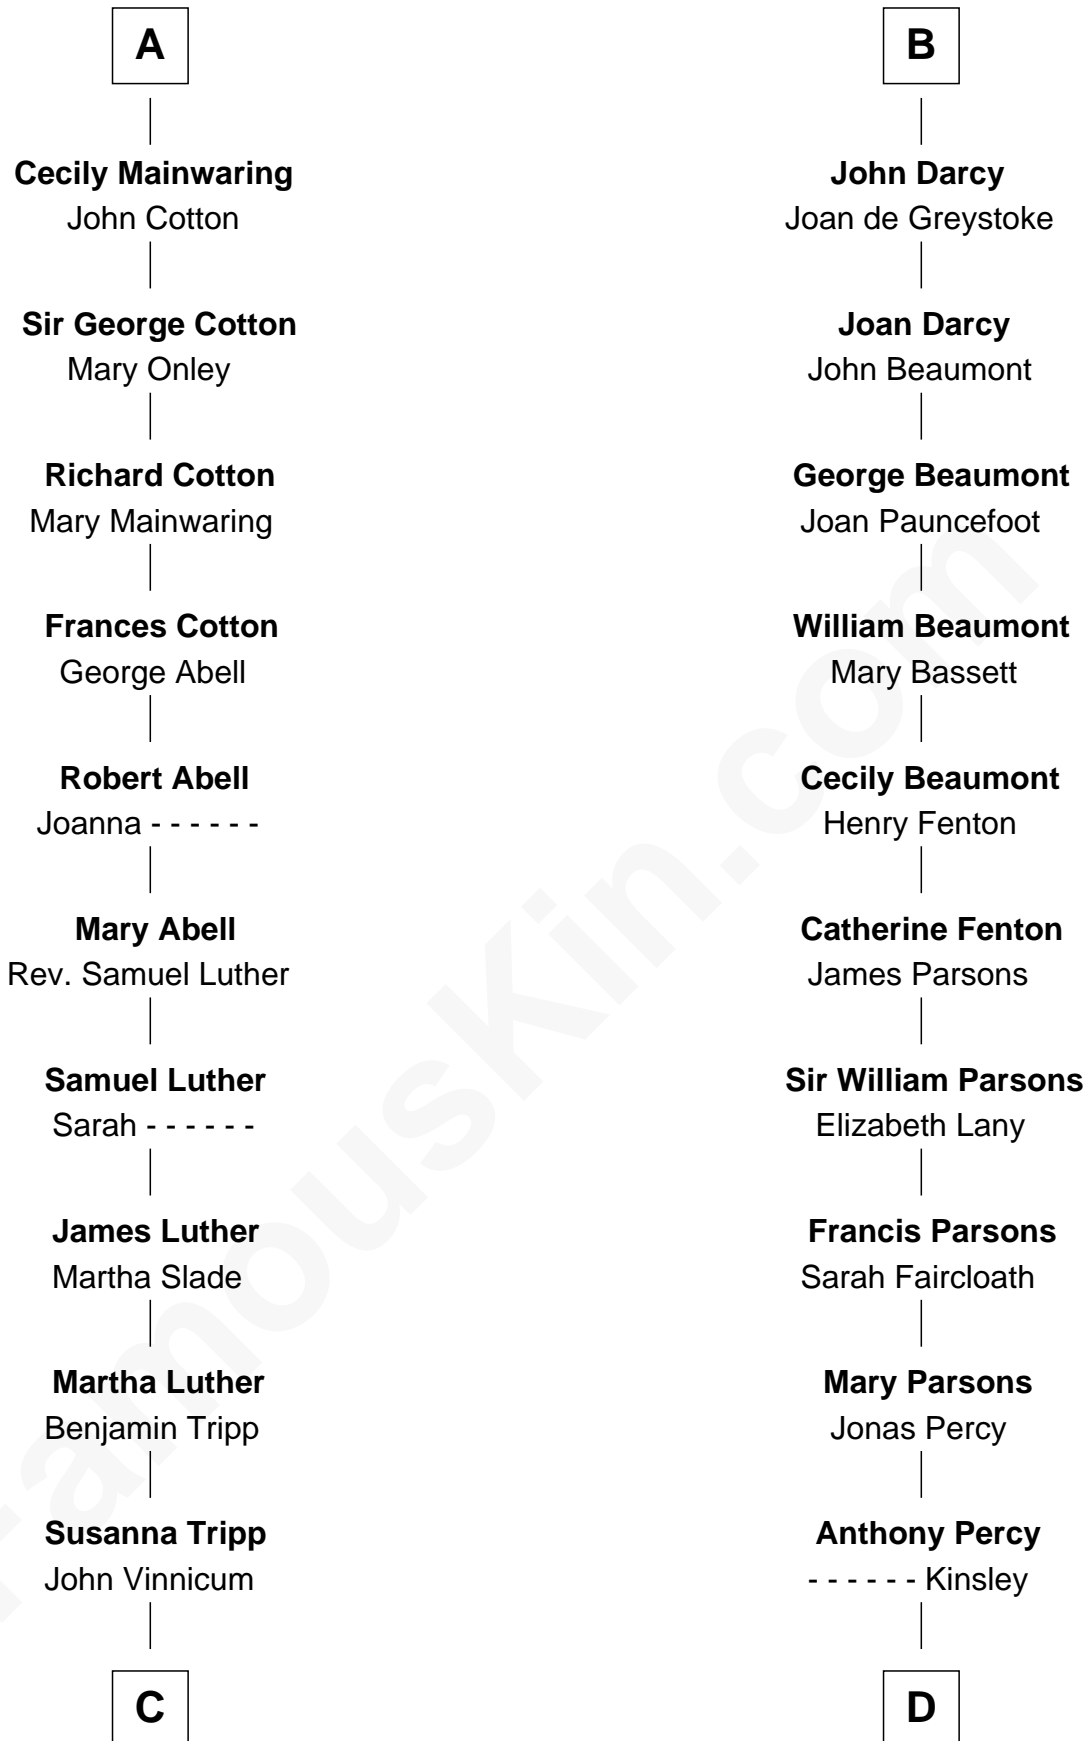 A
Cecily Mainwaring
John Cotton
Sir George Cotton
Mary Onley
Richard Cotton
Mary Mainwaring
Frances Cotton
George Abell
Robert Abell
Joanna - - - - - -
Mary Abell
Rev. Samuel Luther
Samuel Luther
Sarah - - - - - -
James Luther
Martha Slade
Martha Luther
Benjamin Tripp
Susanna Tripp
John Vinnicum
C
B
John Darcy
Joan de Greystoke
Joan Darcy
John Beaumont
George Beaumont
Joan Pauncefoot
William Beaumont
Mary Bassett
Cecily Beaumont
Henry Fenton
Catherine Fenton
James Parsons
Sir William Parsons
Elizabeth Lany
Francis Parsons
Sarah Faircloath
Mary Parsons
Jonas Percy
Anthony Percy
- - - - - - Kinsley
D
FamousKin.com